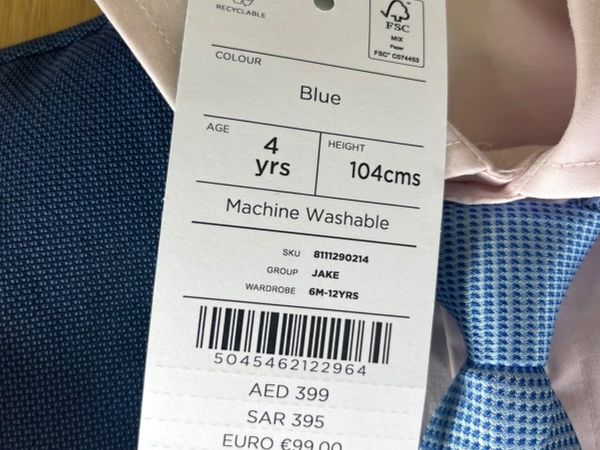 RECYCLABLE
FSC
MIX
Paper
FSC® C074453
COLOUR
Blue
AGE
4
yrs
HEIGHT
104cms
Machine Washable
SKU 8111290214
GROUP JAKE
WARDROBE 6M-12YRS
5045462122964
AED 399
SAR 395
EURO €99.00